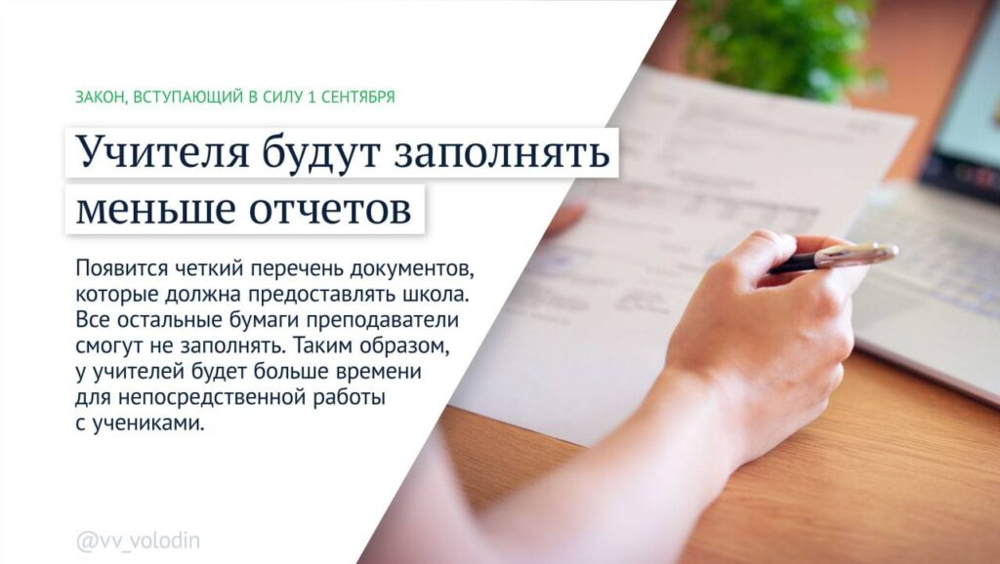 ЗАКОН, ВСТУПАЮЩИЙ В СИЛУ 1 СЕНТЯБРЯ
Учителя будут заполнять
меньше отчетов
Появится четкий перечень документов,
которые должна предоставлять школа.
Все остальные бумаги преподаватели
смогут не заполнять. Таким образом,
у учителей будет больше времени
для непосредственной работы
с учениками.
@vv_volodin